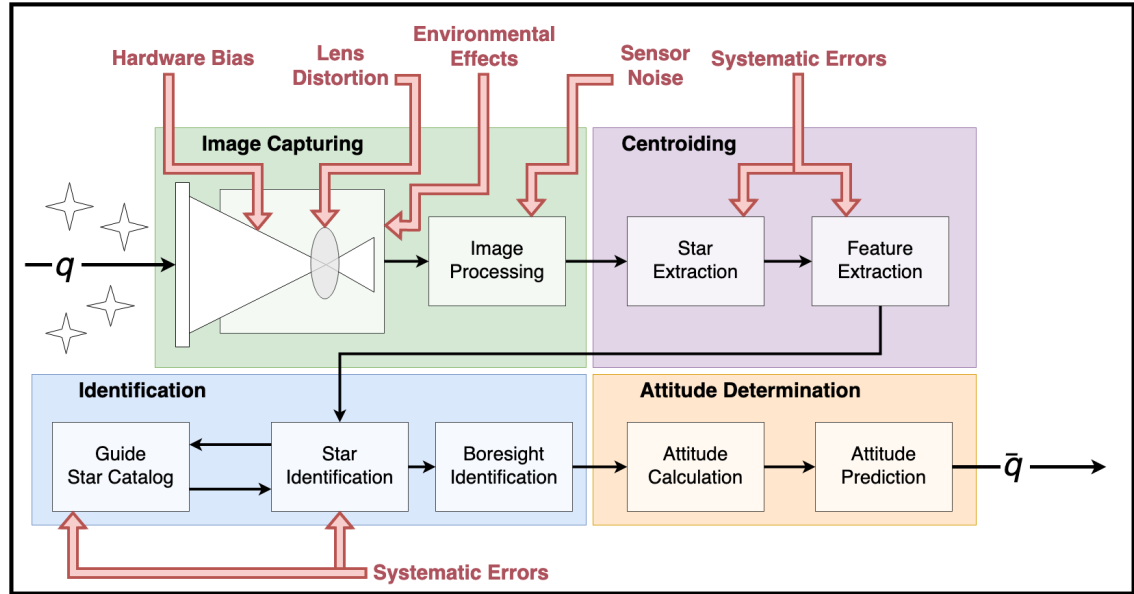 Hardware Bias
Lens
Distortion
Environmental
Effects
Sensor
Noise
Systematic Errors
Image Capturing
Centroiding
q
Image
Processing
Star
Extraction
Feature
Extraction
Identification
Attitude Determination
Guide
Star Catalog
Star
Identification
Boresight
Identification
Attitude
Calculation
Attitude
Prediction
q̄
Systematic Errors